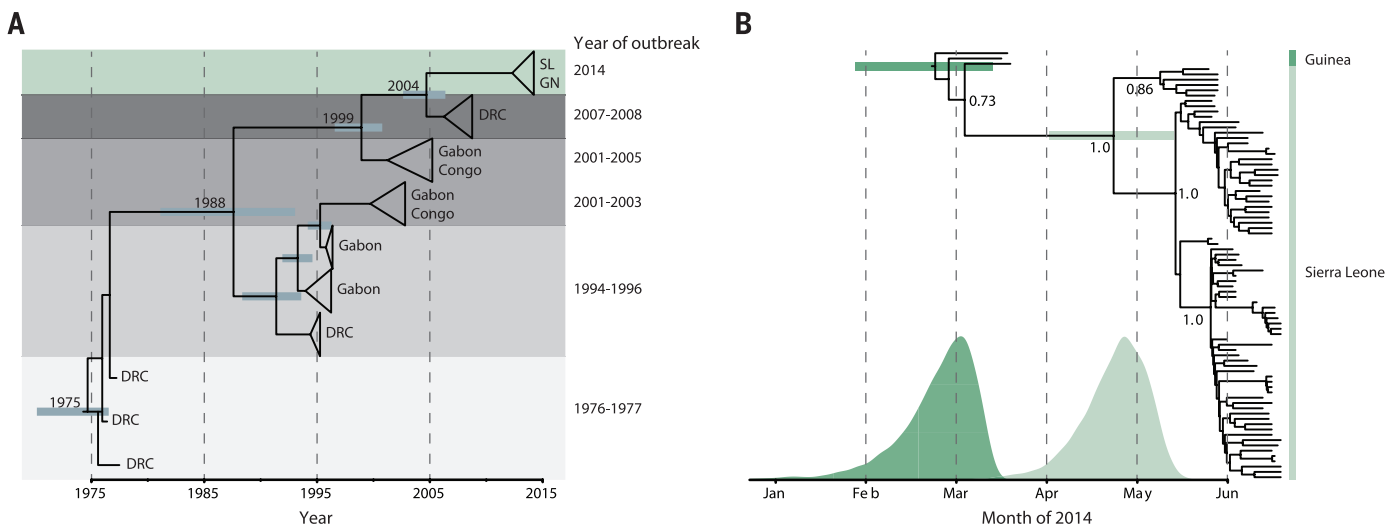 A
Year of outbreak
SL
GN
2014
2004
DRC
2007-2008
1999
Gabon
Congo
2001-2005
Gabon
Congo
2001-2003
1988
Gabon
Gabon
1994-1996
DRC
DRC
1975
DRC
1976-1977
DRC
1975
1985
1995
2005
2015
Year
B
Guinea
0.73
0.86
1.0
1.0
Sierra Leone
1.0
Jan
Feb
Mar
Apr
May
Jun
Month of 2014